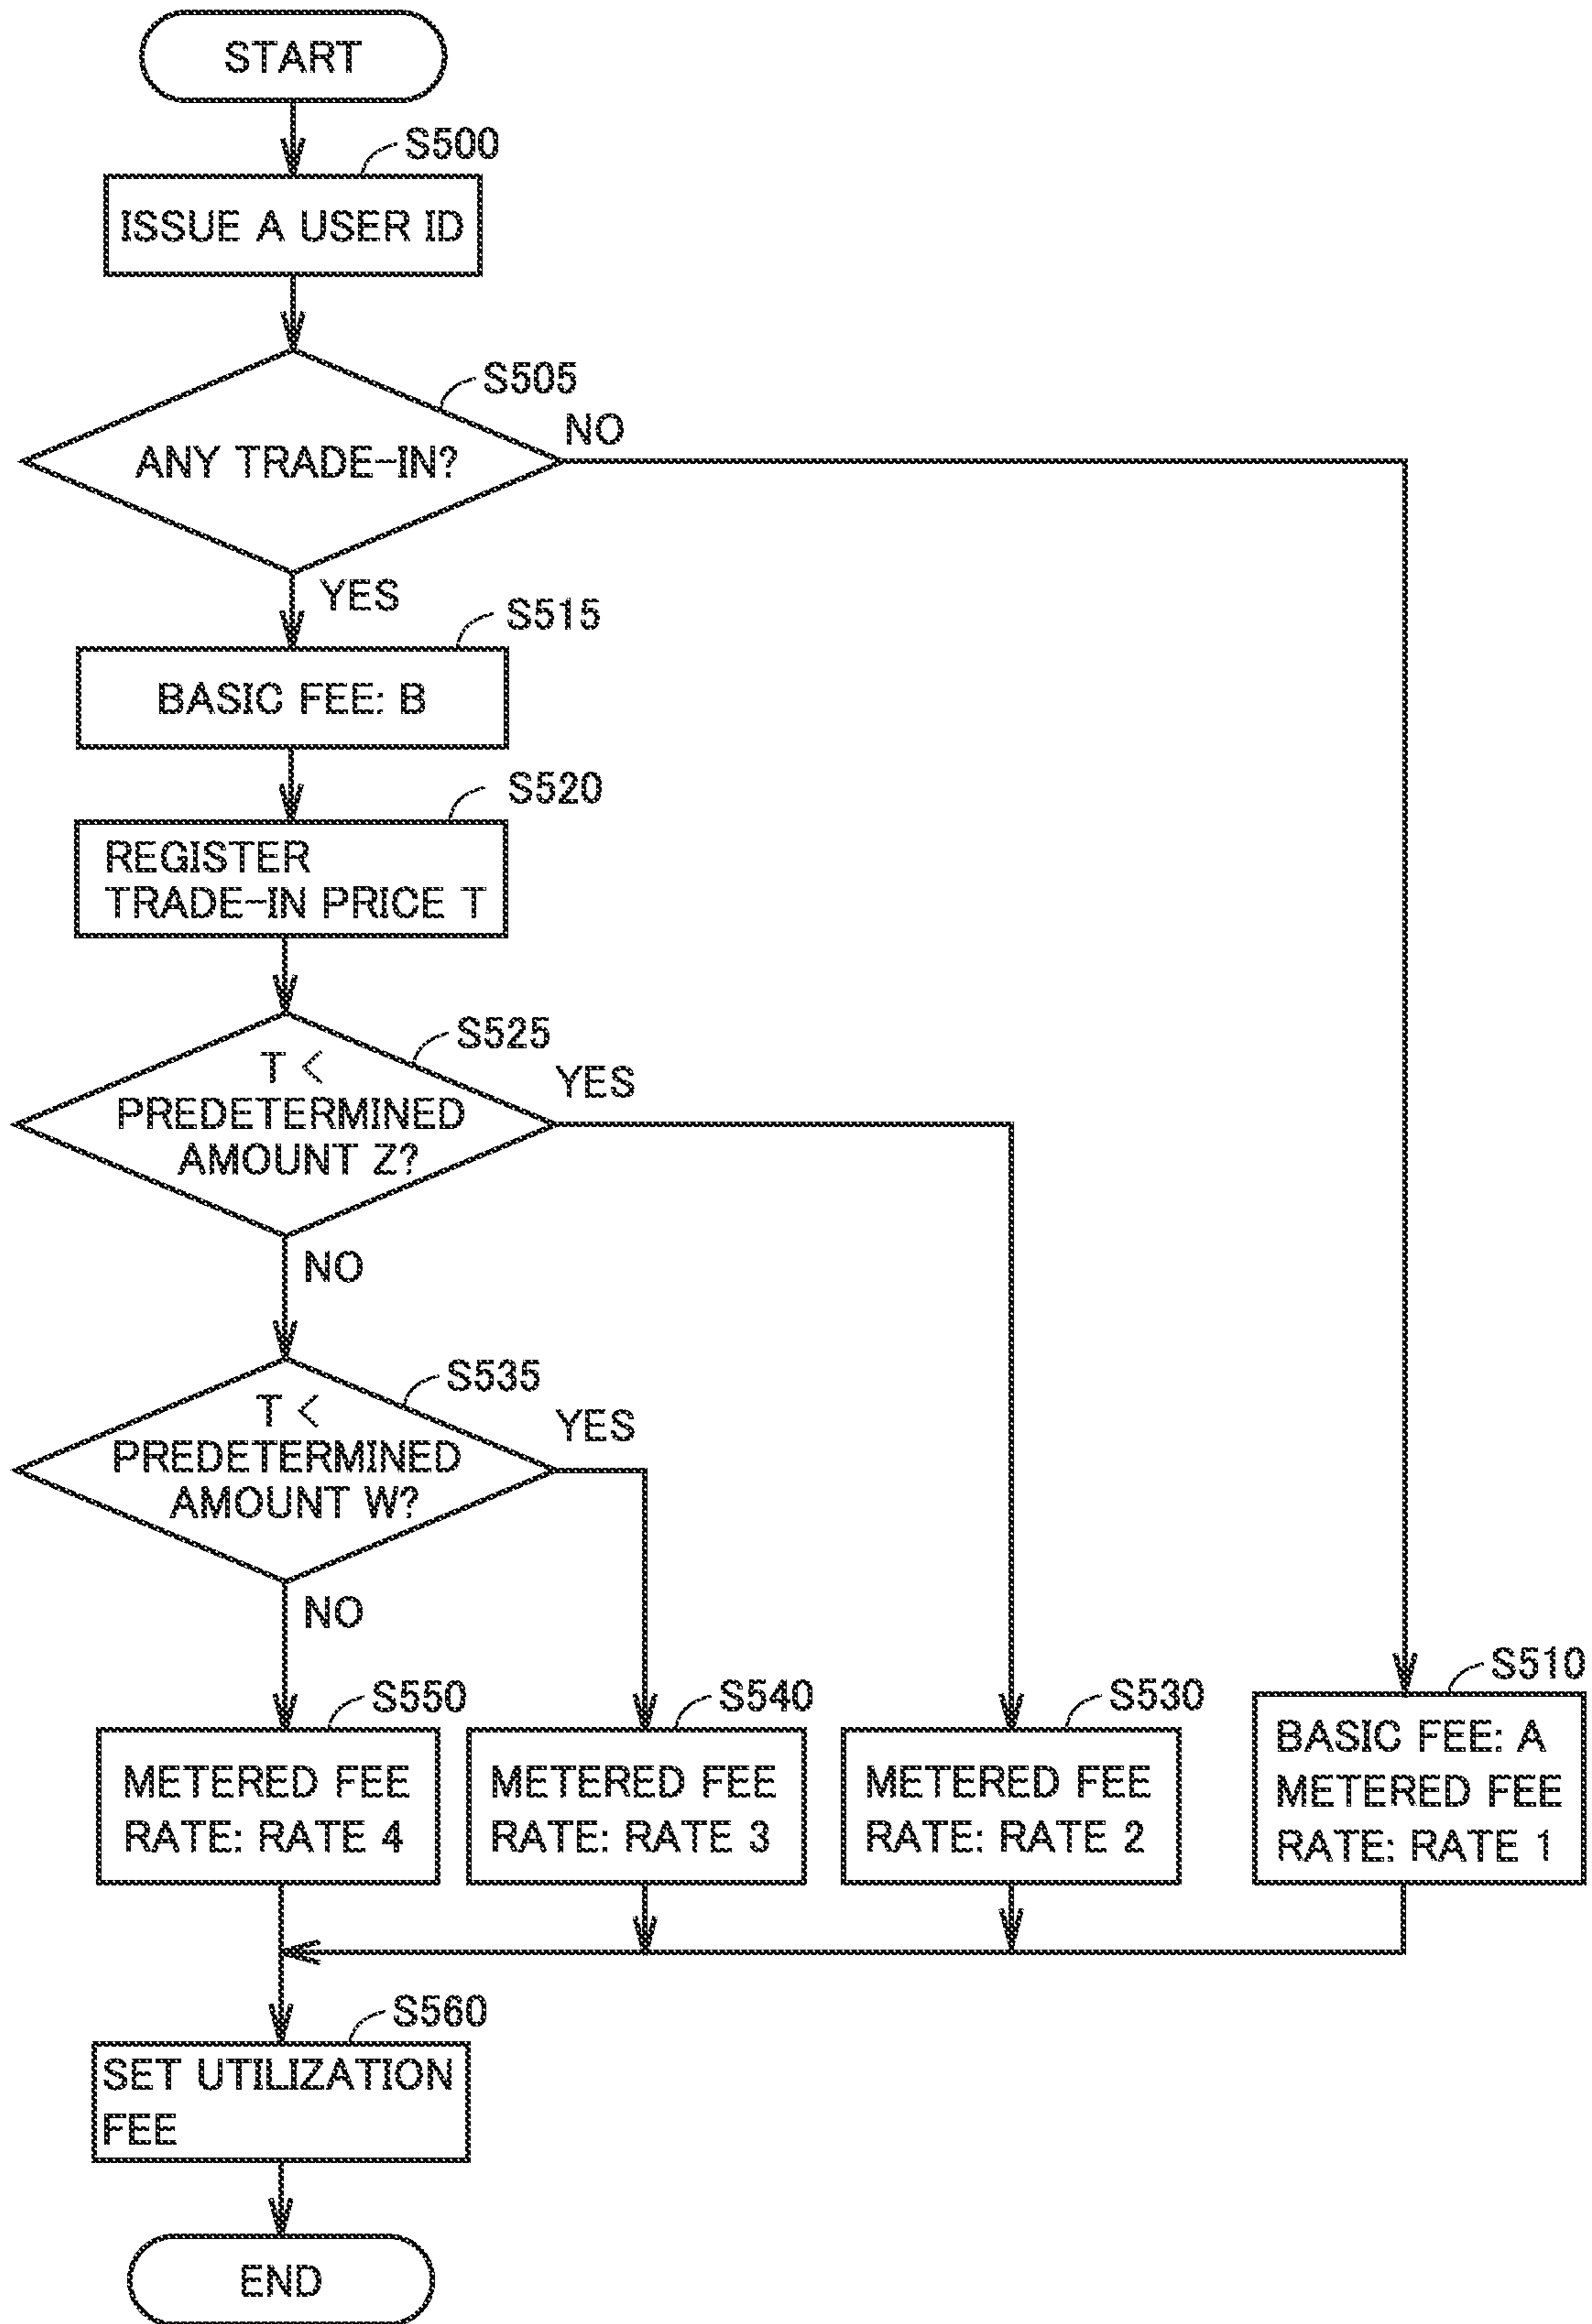 START
S500
ISSUE A USER ID
S505
NO
ANY TRADE-IN?
YES
S515
BASIC FEE: B
S520
REGISTER
TRADE-IN PRICE T
S525
T <
YES
PREDETERMINED
AMOUNT Z?
NO
S535
T <
YES
PREDETERMINED
AMOUNT W?
NO
S550
METERED FEE
RATE: RATE 4
S540
METERED FEE
RATE: RATE 3
S530
METERED FEE
RATE: RATE 2
S510
BASIC FEE: A
METERED FEE
RATE: RATE 1
S560
SET UTILIZATION
FEE
END